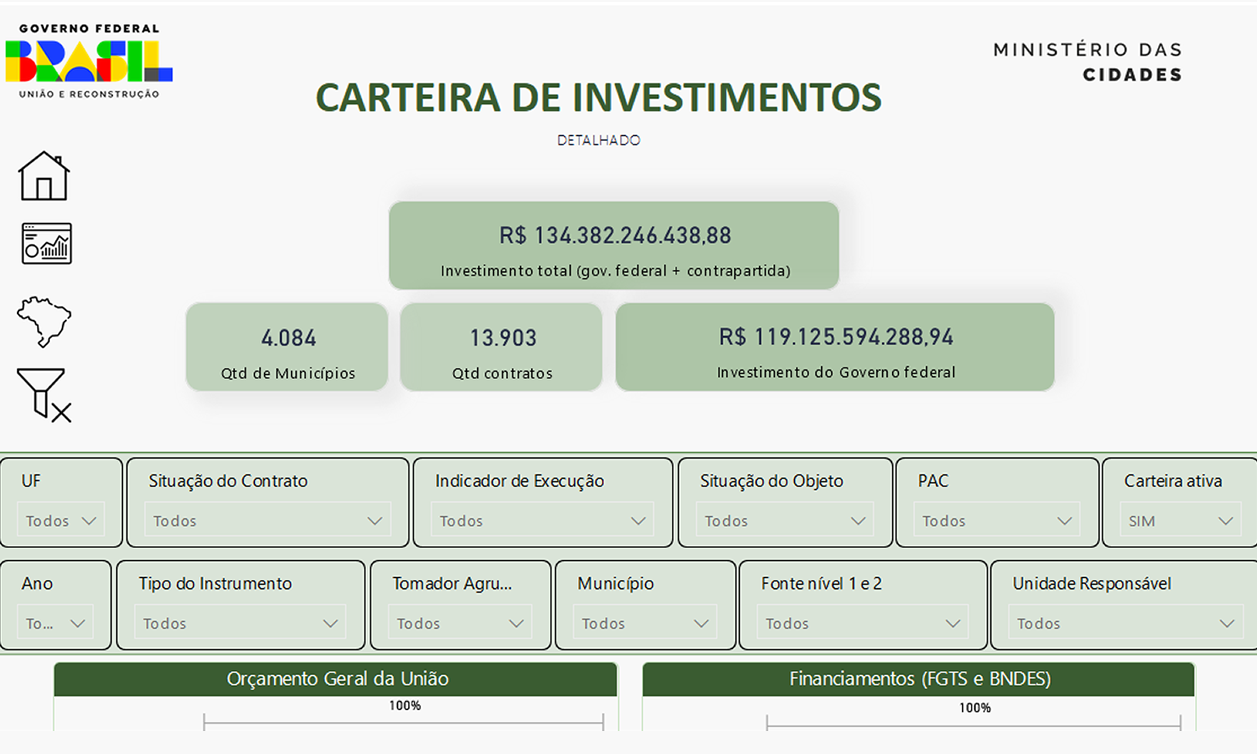 GOVERNO FEDERAL
BRASIL
UNIÃO E RECONSTRUÇÃO
MINISTÉRIO DAS
CIDADES
CARTEIRA DE INVESTIMENTOS
DETALHADO
R$ 134.382.246.438,88
Investimento total (gov. federal + contrapartida)
4.084
Qtd de Municípios
13.903
Qtd contratos
R$ 119.125.594.288,94
Investimento do Governo federal
UF
Todos
Situação do Contrato
Todos
Indicador de Execução
Todos
Situação do Objeto
Todos
PAC
Todos
Carteira ativa
SIM
Ano
To...
Tipo do Instrumento
Todos
Tomador Agru...
Todos
Município
Todos
Fonte nível 1 e 2
Todos
Unidade Responsável
Todos
Orçamento Geral da União
100%
Financiamentos (FGTS e BNDES)
100%